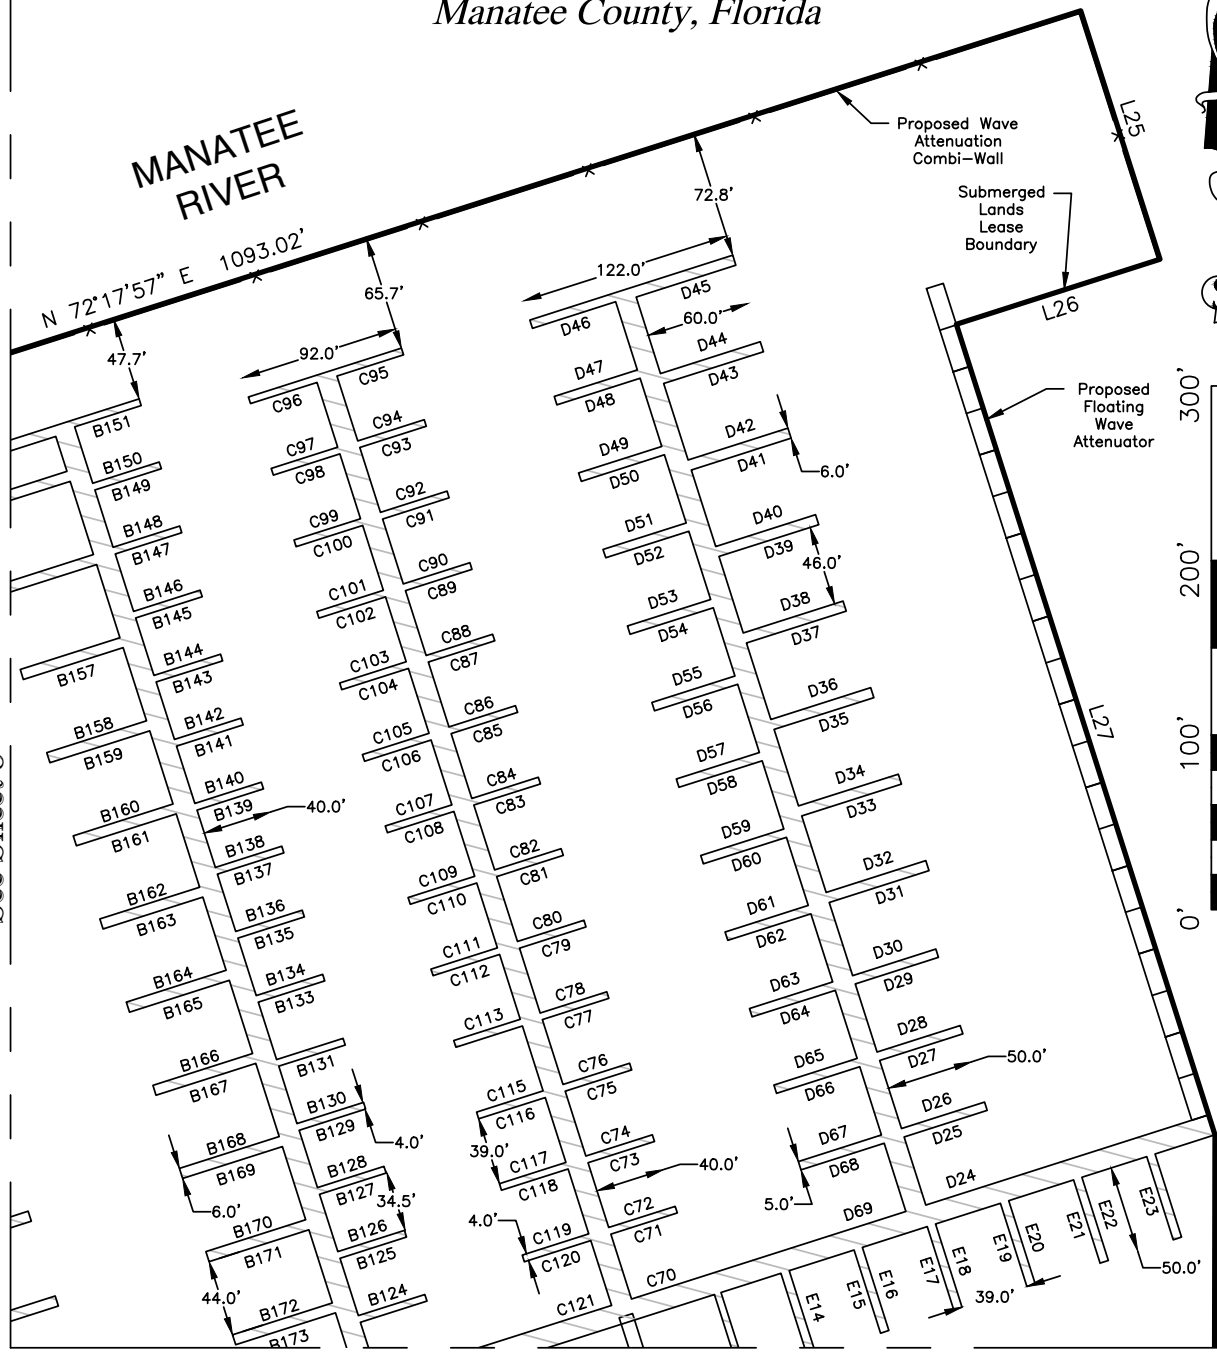 Manatee County, Florida
MANATEE
RIVER
N 72°17'57" E 1093.02'
Proposed Wave
Attenuation
Combi-Wall
Submerged
Lands
Lease
Boundary
L25
L26
Proposed
Floating
Wave
Attenuator
L27
300'
200'
100'
0'
47.7'
65.7'
72.8'
92.0'
122.0'
60.0'
6.0'
46.0'
40.0'
4.0'
34.5'
6.0'
44.0'
39.0'
4.0'
40.0'
5.0'
50.0'
39.0'
50.0'
B151
B150
B149
B148
B147
B146
B145
B144
B143
B142
B141
B140
B139
B138
B137
B136
B135
B134
B133
B131
B130
B129
B128
B127
B126
B125
B124
B157
B158
B159
B160
B161
B162
B163
B164
B165
B166
B167
B168
B169
B170
B171
B172
B173
C96
C95
C94
C93
C92
C91
C90
C89
C88
C87
C86
C85
C84
C83
C82
C81
C80
C79
C78
C77
C76
C75
C74
C73
C72
C71
C70
C97
C98
C99
C100
C101
C102
C103
C104
C105
C106
C107
C108
C109
C110
C111
C112
C113
C115
C116
C117
C118
C119
C120
C121
D46
D45
D44
D43
D42
D41
D40
D39
D38
D37
D36
D35
D34
D33
D32
D31
D30
D29
D28
D27
D26
D25
D24
D47
D48
D49
D50
D51
D52
D53
D54
D55
D56
D57
D58
D59
D60
D61
D62
D63
D64
D65
D66
D67
D68
D69
E14
E15
E16
E17
E18
E19
E20
E21
E22
E23